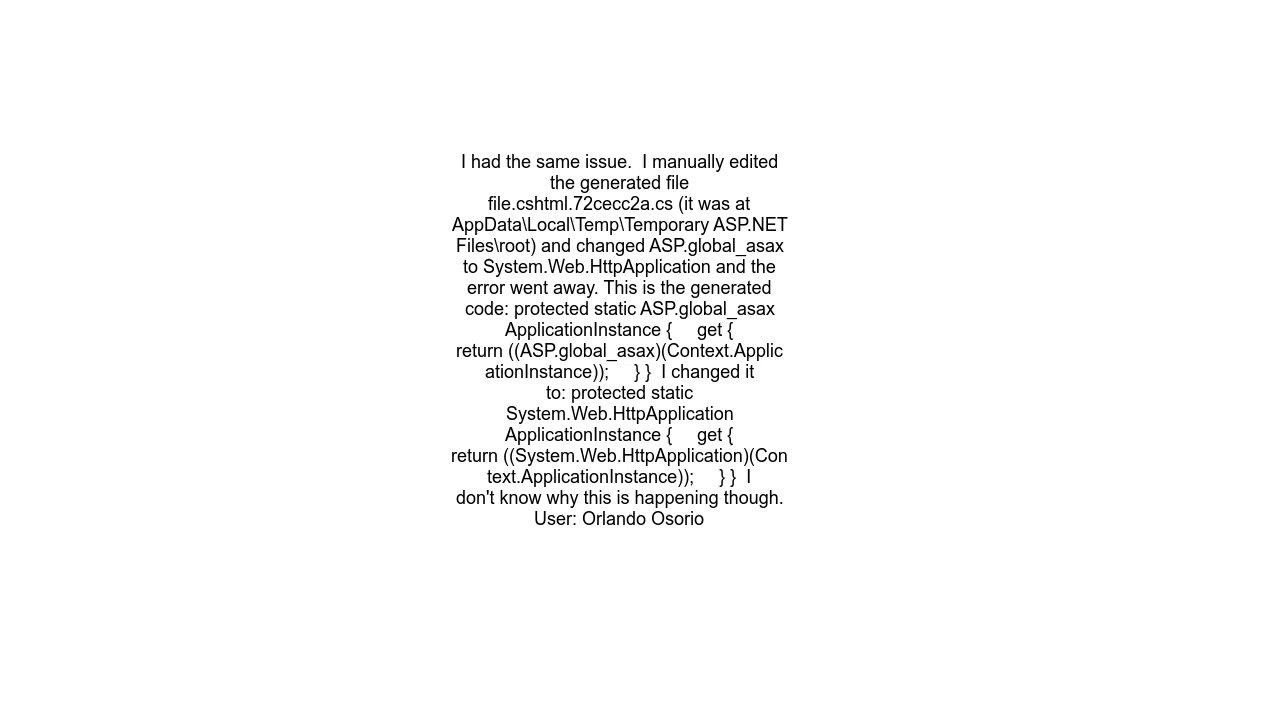 I had the same issue.  I manually edited
the generated file
file.cshtml.72cecc2a.cs (it was at
AppData\Local\Temp\Temporary ASP.NET
Files\root) and changed ASP.global_asax
to System.Web.HttpApplication and the
error went away. This is the generated
code: protected static ASP.global_asax
ApplicationInstance {     get {
return ((ASP.global_asax)(Context.Applic
ationInstance));     } }  I changed it
to: protected static
System.Web.HttpApplication
ApplicationInstance {     get {
return ((System.Web.HttpApplication)(Con
text.ApplicationInstance));     } }  I
don't know why this is happening though.
User: Orlando Osorio